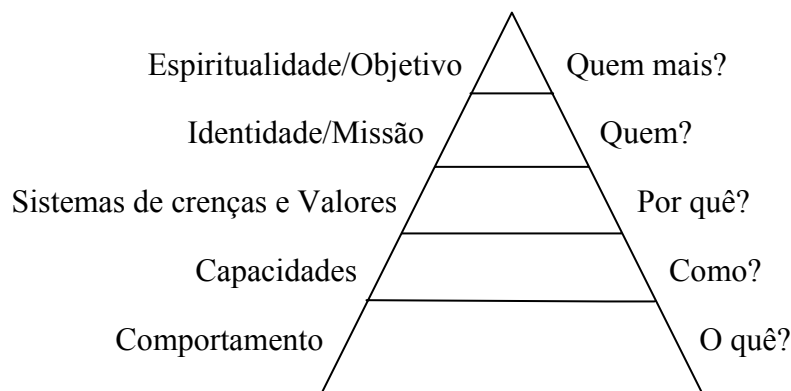 Espiritualidade/Objetivo Quem mais?
Identidade/Missão Quem?
Sistemas de crenças e Valores Por quê?
Capacidades Como?
Comportamento O quê?